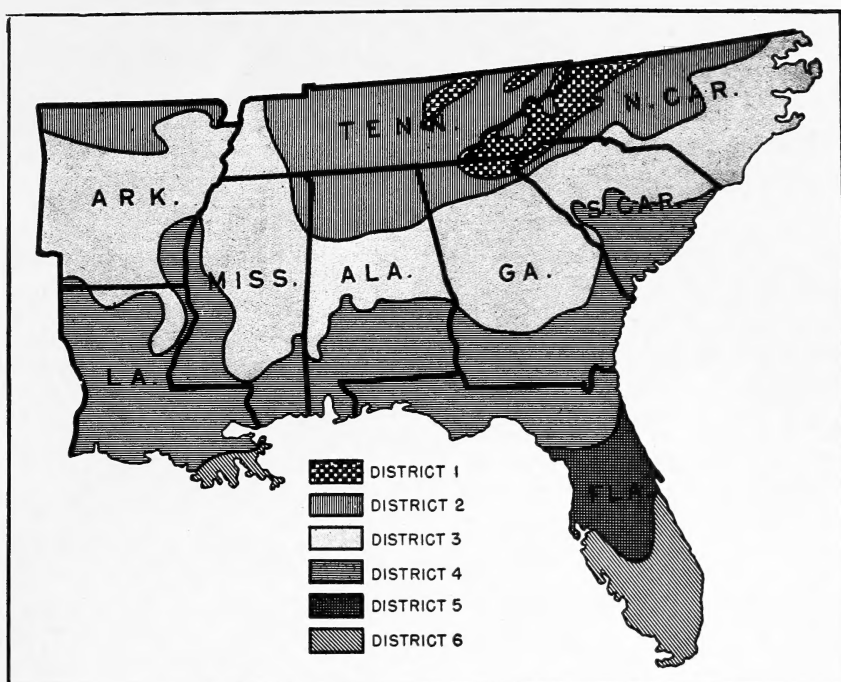 TENN.
N. CAR.
ARK.
S. CAR.
MISS.
ALA.
GA.
LA.
FLA.
DISTRICT 1
DISTRICT 2
DISTRICT 3
DISTRICT 4
DISTRICT 5
DISTRICT 6